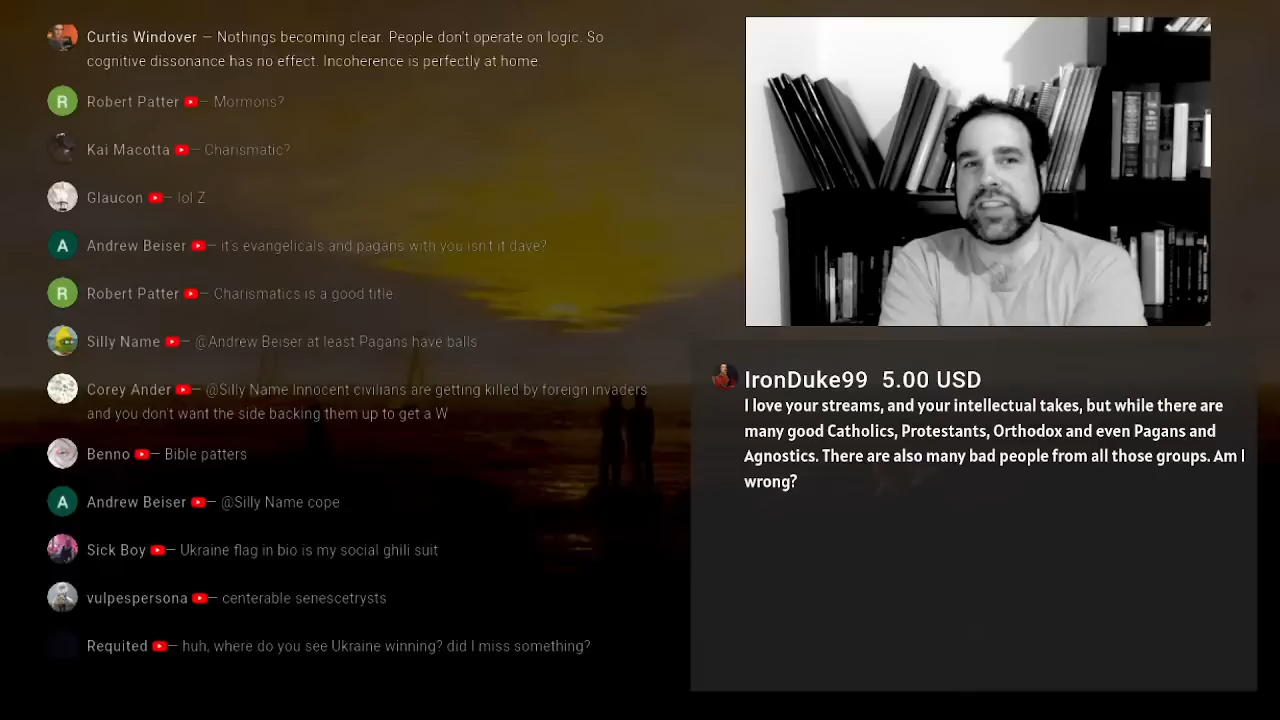 Curtis Windover — Nothings becoming clear. People don't operate on logic. So
cognitive dissonance has no effect. Incoherence is perfectly at home.
R Robert Patter — Mormons?
Kai Macotta — Charismatic?
Glaucon — lol Z
A Andrew Beiser — it's evangelicals and pagans with you isn't it dave?
R Robert Patter — Charismatics is a good title
Silly Name — @Andrew Beiser at least Pagans have balls
Corey Ander — @Silly Name Innocent civilians are getting killed by foreign invaders
and you don't want the side backing them up to get a W
Benno — Bible patters
A Andrew Beiser — @Silly Name cope
Sick Boy — Ukraine flag in bio is my social ghili suit
vulpespersona — centerable senescetrysts
Requited — huh, where do you see Ukraine winning? did I miss something?
IronDuke99 5.00 USD
I love your streams, and your intellectual takes, but while there are
many good Catholics, Protestants, Orthodox and even Pagans and
Agnostics. There are also many bad people from all those groups. Am I
wrong?